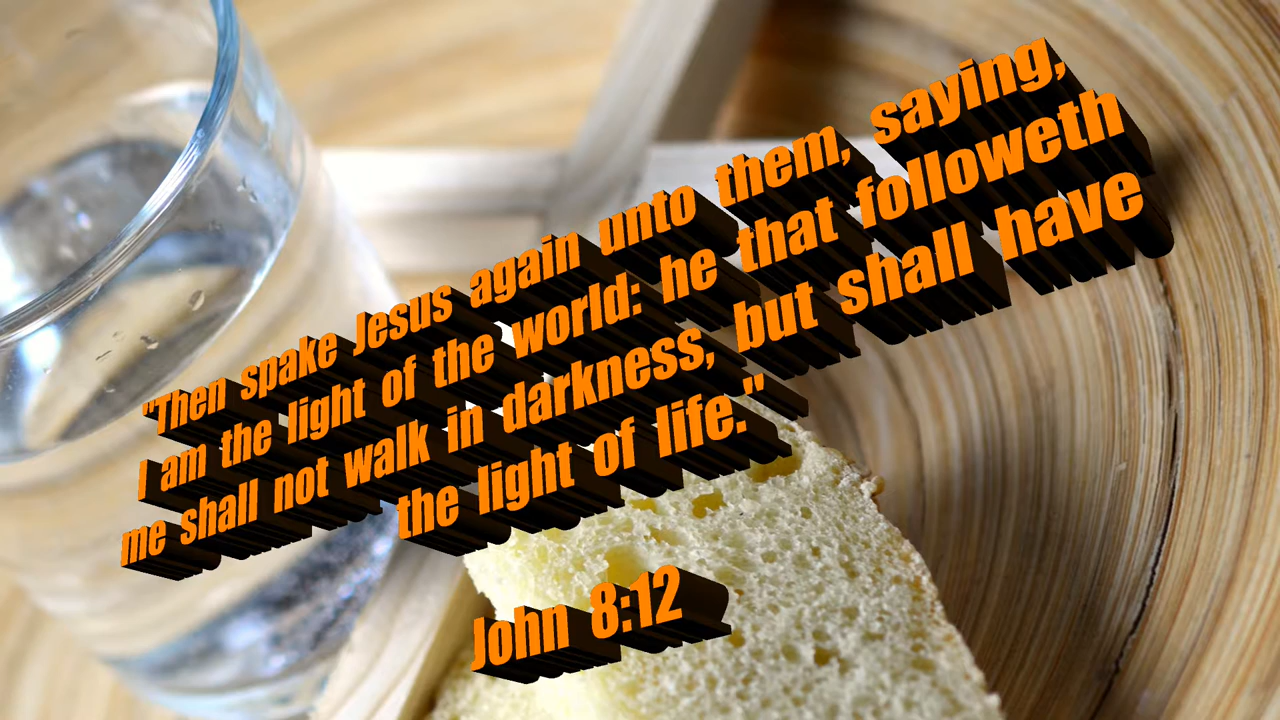 "Then spake Jesus again unto them, saying,
I am the light of the world: he that followeth
me shall not walk in darkness, but shall have
the light of life."
John 8:12